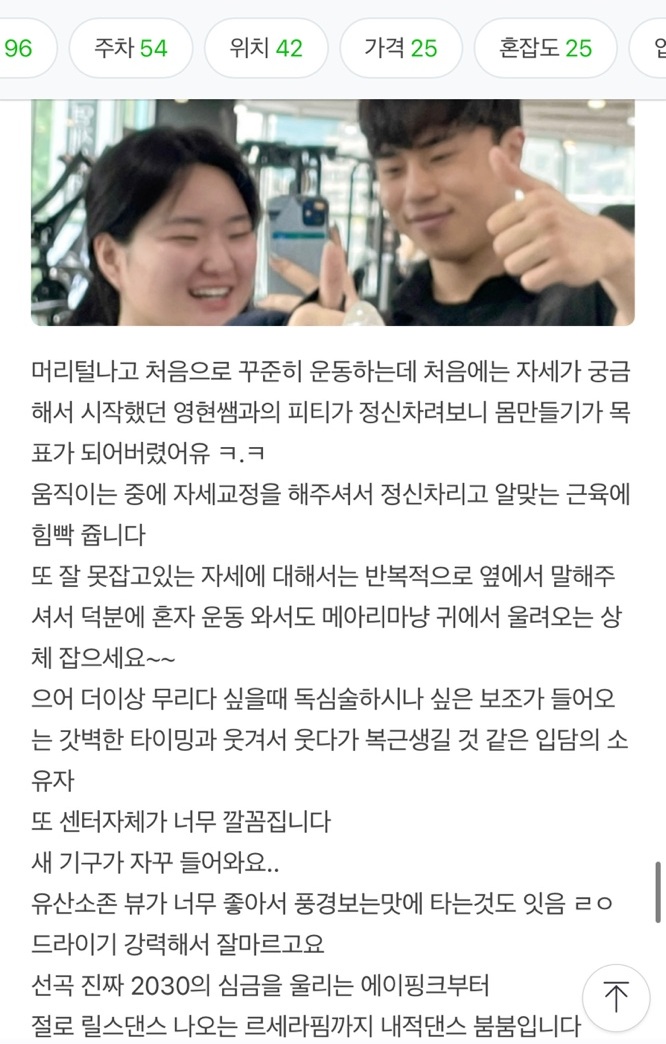 96 주차 54 위치 42 가격 25 혼잡도 25
머리털나고 처음으로 꾸준히 운동하는데 처음에는 자세가 궁금
해서 시작했던 영현쌤과의 피티가 정신차려보니 몸만들기가 목
표가 되어버렸어유 ㅋ.ㅋ
움직이는 중에 자세교정을 해주셔서 정신차리고 알맞는 근육에
힘빡 쥽니다
또 잘 못잡고있는 자세에 대해서는 반복적으로 옆에서 말해주
셔서 덕분에 혼자 운동 와서도 메아리마냥 귀에서 울려오는 상
체 잡으세요~~
으어 더이상 무리다 싶을때 독심술하시나 싶은 보조가 들어오
는 갓벽한 타이밍과 웃겨서 웃다가 복근생길 것 같은 입담의 소
유자
또 센터자체가 너무 깔꼼집니다
새 기구가 자꾸 들어와요..
유산소존 뷰가 너무 좋아서 풍경보는맛에 타는것도 잇음 ㄹㅇ
드라이기 강력해서 잘마르고요
선곡 진짜 2030의 심금을 울리는 에이핑크부터
절로 릴스댄스 나오는 르세라핌까지 내적댄스 붐붐입니다